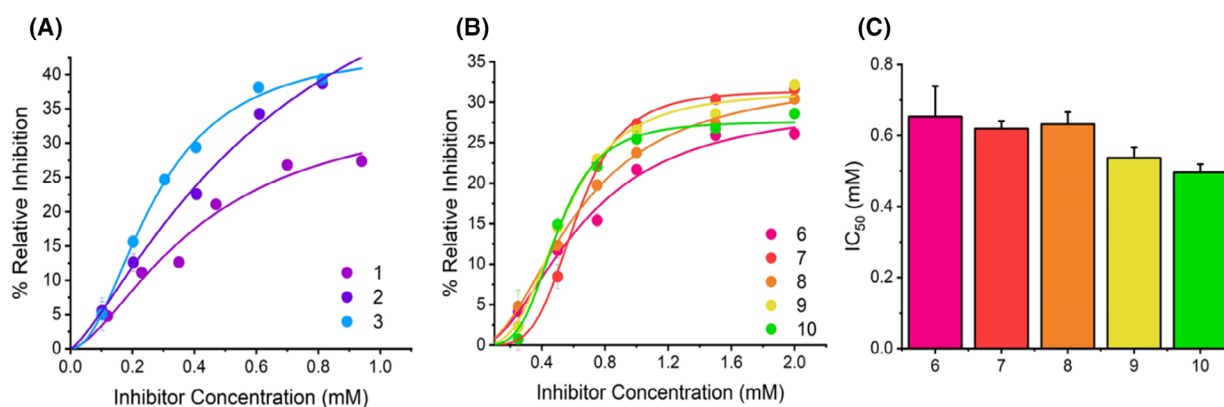 (A)
% Relative Inhibition
40
35
30
25
20
15
10
5
0
0.0 0.2 0.4 0.6 0.8 1.0
Inhibitor Concentration (mM)
1
2
3
(B)
% Relative Inhibition
35
30
25
20
15
10
5
0
0.4 0.8 1.2 1.6 2.0
Inhibitor Concentration (mM)
6
7
8
9
10
(C)
IC50 (mM)
0.8
0.6
0.4
0.2
0.0
6 7 8 9 10